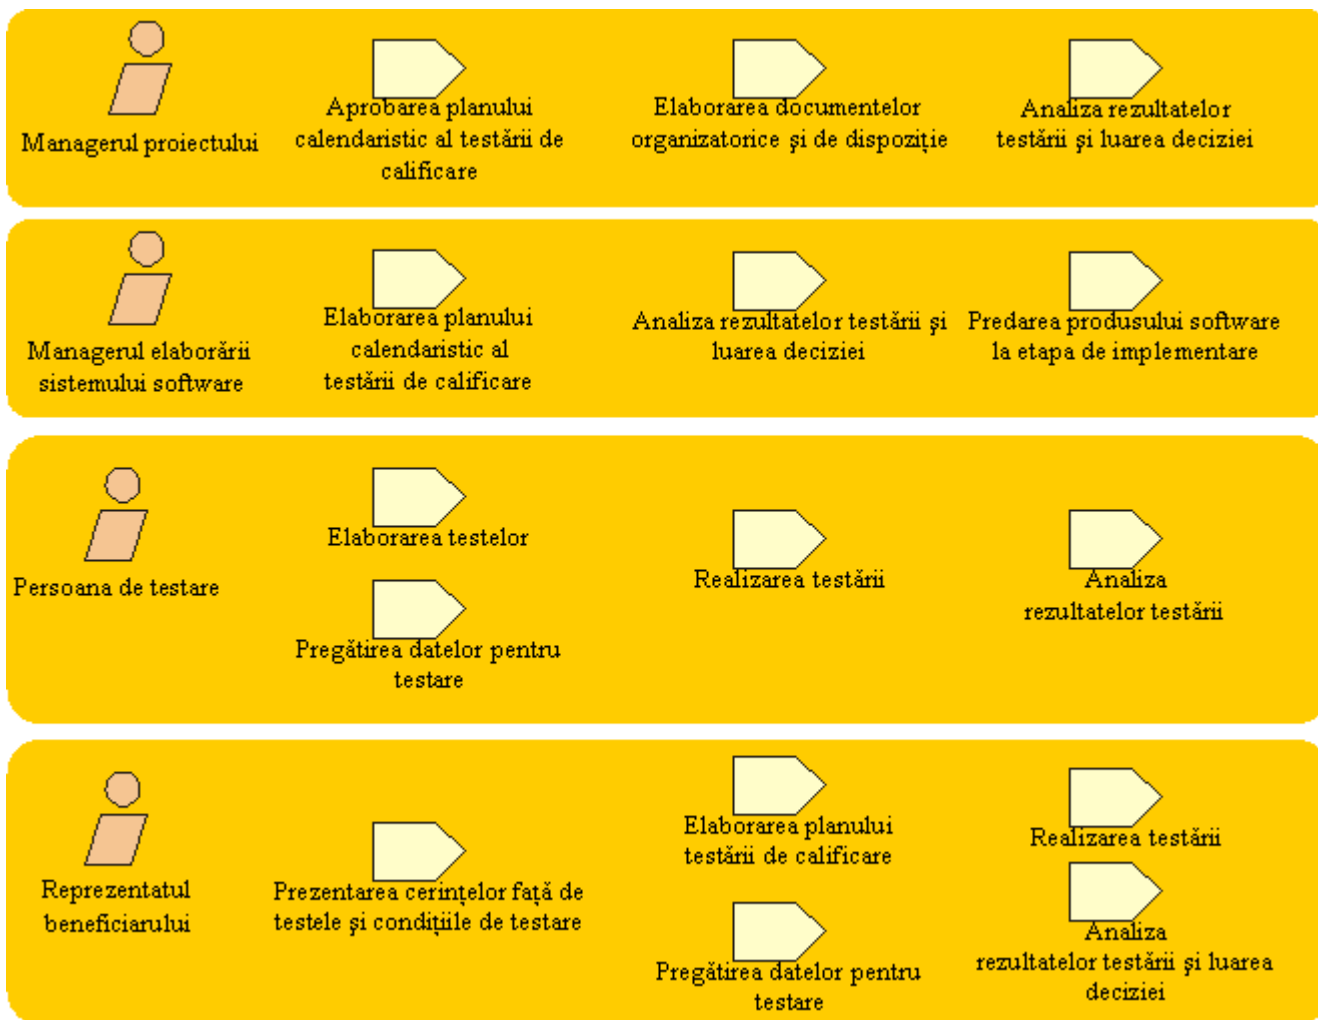 Managerul proiectului
Aprobarea planului
calendaristic al testării de
calificare
Elaborarea documentelor
organizatorice şi de dispoziţie
Analiza rezultatelor
testării şi luarea deciziei
Managerul elaborării
sistemului software
Elaborarea planului
calendaristic al
testării de calificare
Analiza rezultatelor testării şi
luarea deciziei
Predarea produsului software
la etapa de implementare
Persoana de testare
Elaborarea testelor
Pregătirea datelor pentru
testare
Realizarea testării
Analiza
rezultatelor testării
Reprezentatul
beneficiarului
Prezentarea cerinţelor faţă de
testele şi condiţiile de testare
Elaborarea planului
testării de calificare
Pregătirea datelor pentru
testare
Realizarea testării
Analiza
rezultatelor testării şi luarea
deciziei